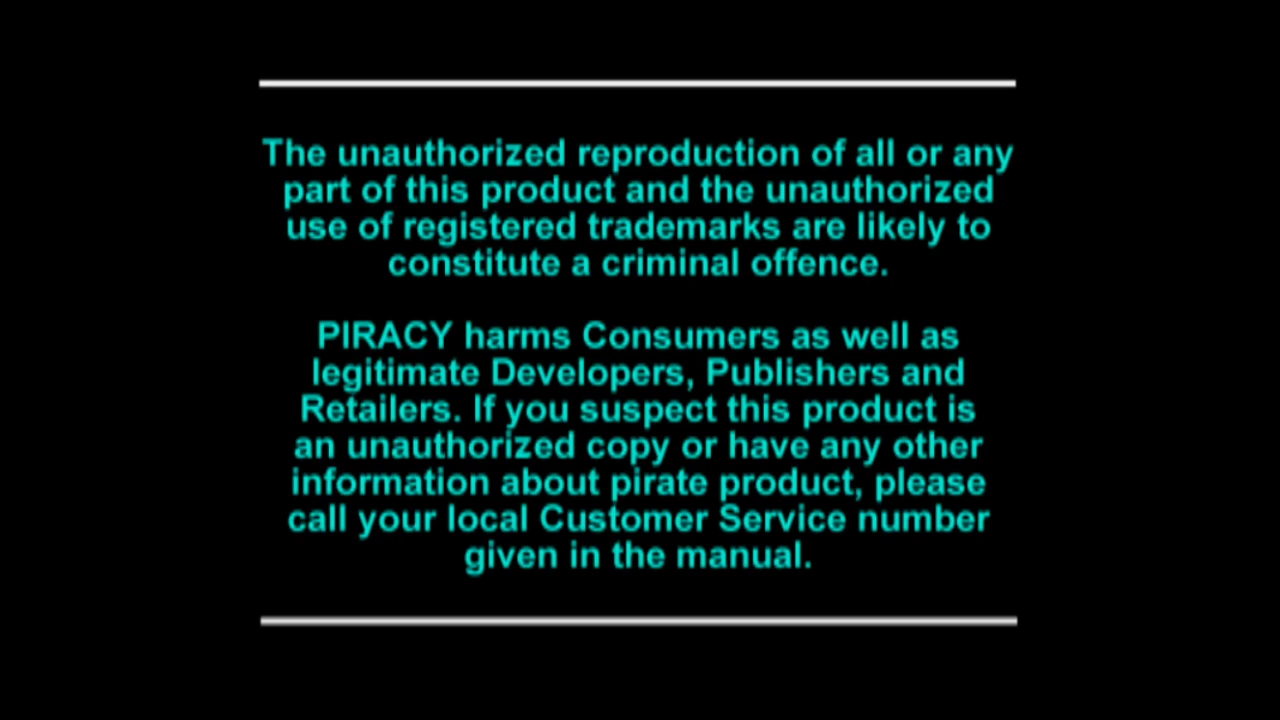 The unauthorized reproduction of all or any
part of this product and the unauthorized
use of registered trademarks are likely to
constitute a criminal offence.
PIRACY harms Consumers as well as
legitimate Developers, Publishers and
Retailers. If you suspect this product is
an unauthorized copy or have any other
information about pirate product, please
call your local Customer Service number
given in the manual.